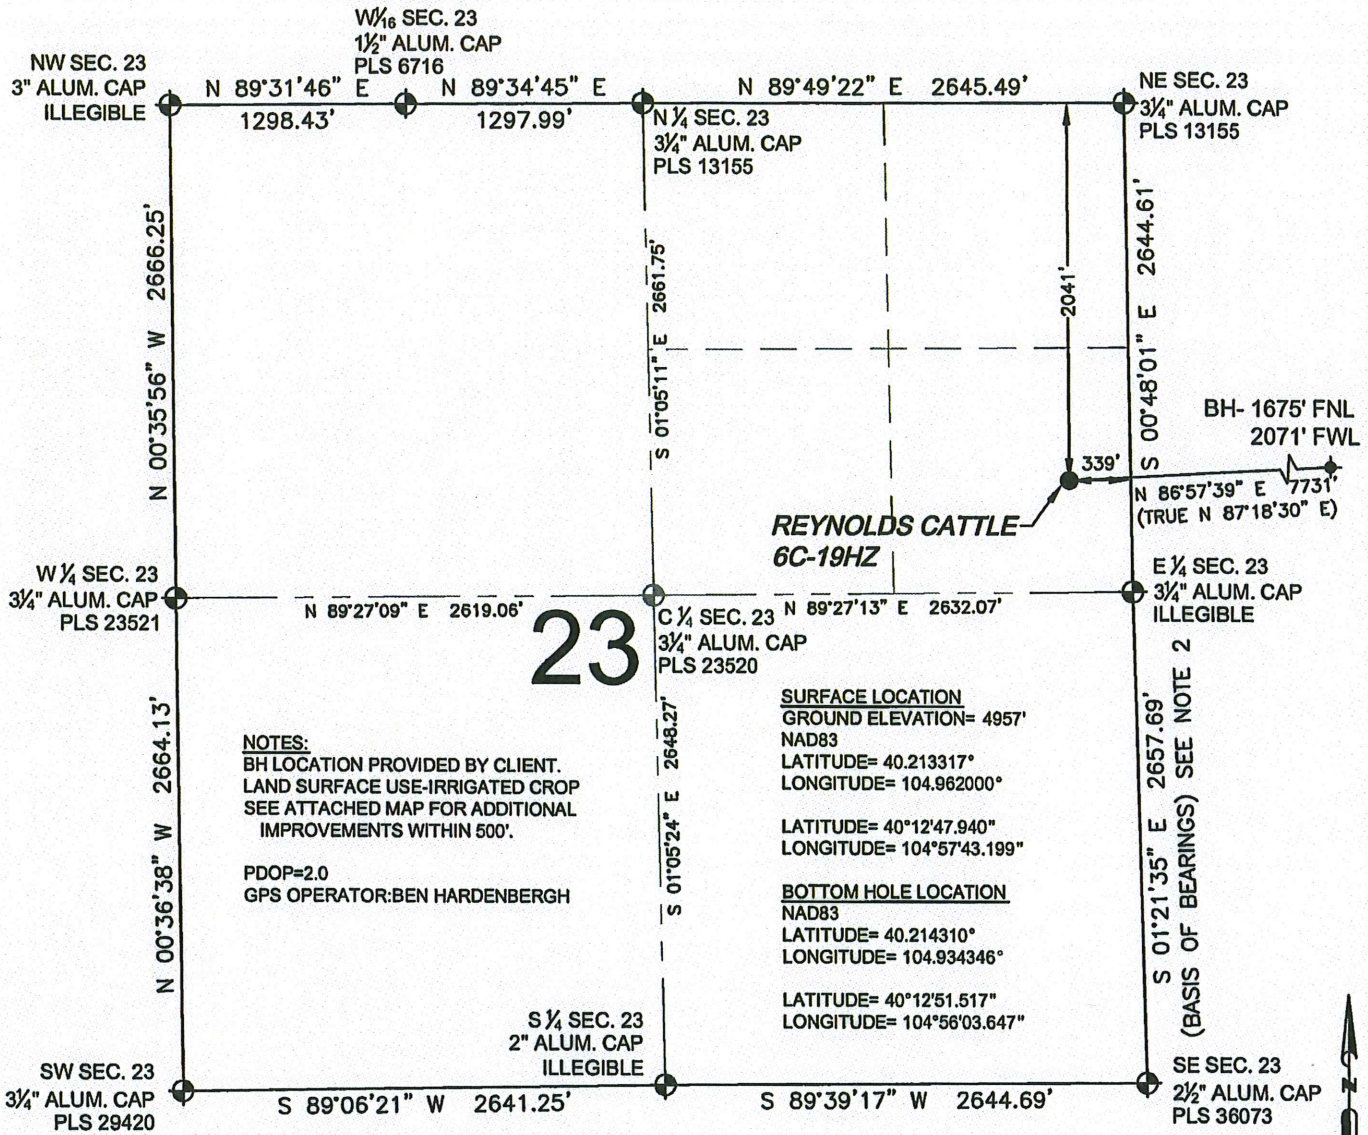 W 1/16 SEC. 23
1½" ALUM. CAP
PLS 6716
NW SEC. 23
3" ALUM. CAP
ILLEGIBLE
N 89°31'46" E
1298.43'
N 89°34'45" E
1297.99'
N 89°49'22" E 2645.49'
NE SEC. 23
3¼" ALUM. CAP
PLS 13155
N ¼ SEC. 23
3¼" ALUM. CAP
PLS 13155
N 00°35'56" W 2666.25'
S 01°05'11" E 2661.75'
2041'
S 00°48'01" E 2644.61'
BH- 1675' FNL
2071' FWL
339'
N 86°57'39" E 7731'
(TRUE N 87°18'30" E)
REYNOLDS CATTLE
6C-19HZ
W ¼ SEC. 23
3¼" ALUM. CAP
PLS 23521
N 89°27'09" E 2619.06'
23
C ¼ SEC. 23
3¼" ALUM. CAP
PLS 23520
N 89°27'13" E 2632.07'
E ¼ SEC. 23
3¼" ALUM. CAP
ILLEGIBLE
N 00°36'38" W 2664.13'
NOTES:
BH LOCATION PROVIDED BY CLIENT.
LAND SURFACE USE-IRRIGATED CROP
SEE ATTACHED MAP FOR ADDITIONAL
IMPROVEMENTS WITHIN 500'.
PDOP=2.0
GPS OPERATOR:BEN HARDENBERGH
S 01°05'24" E 2648.27'
SURFACE LOCATION
GROUND ELEVATION= 4957'
NAD83
LATITUDE= 40.213317°
LONGITUDE= 104.962000°
LATITUDE= 40°12'47.940"
LONGITUDE= 104°57'43.199"
BOTTOM HOLE LOCATION
NAD83
LATITUDE= 40.214310°
LONGITUDE= 104.934346°
LATITUDE= 40°12'51.517"
LONGITUDE= 104°56'03.647"
S 01°21'35" E 2657.69'
(BASIS OF BEARINGS) SEE NOTE 2
SW SEC. 23
3¼" ALUM. CAP
PLS 29420
S 89°06'21" W 2641.25'
S ¼ SEC. 23
2" ALUM. CAP
ILLEGIBLE
S 89°39'17" W 2644.69'
SE SEC. 23
2½" ALUM. CAP
PLS 36073
N